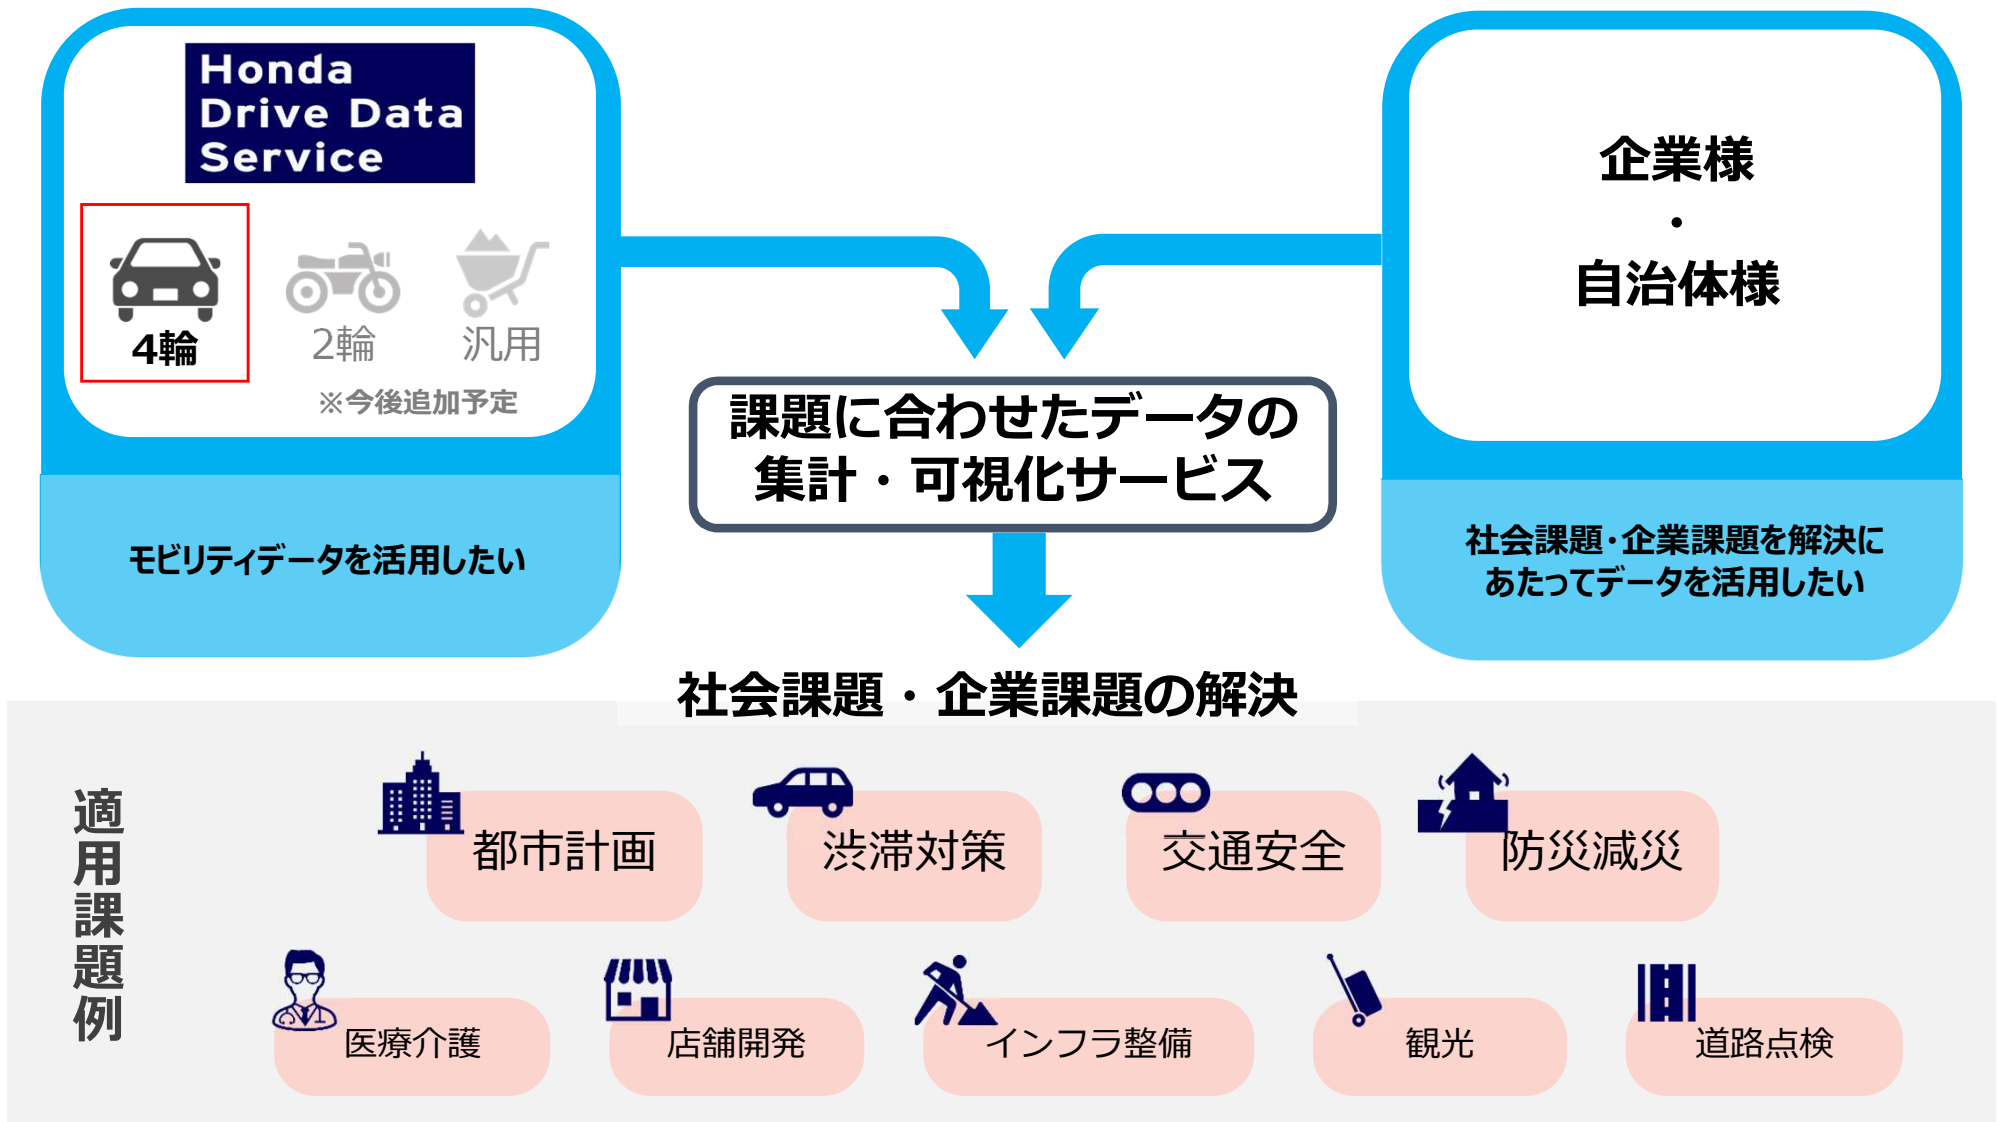 Honda
Drive Data
Service
4輪
2輪
汎用
※今後追加予定
モビリティデータを活用したい
企業様
・
自治体様
社会課題・企業課題を解決に
あたってデータを活用したい
課題に合わせたデータの
集計・可視化サービス
社会課題・企業課題の解決
適用課題例
都市計画
渋滞対策
交通安全
防災減災
医療介護
店舗開発
インフラ整備
観光
道路点検